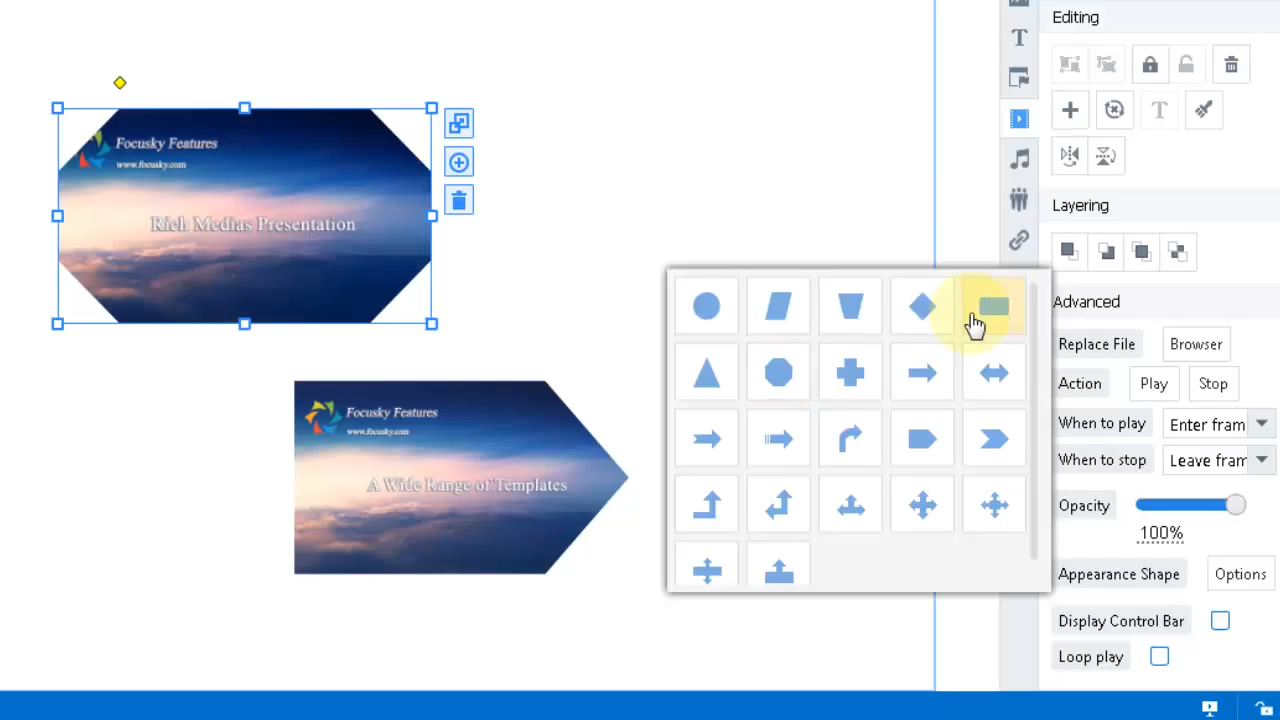 Editing
Focusky Features
www.focusky.com
Rich Medias Presentation
Layering
Advanced
Replace File
Browser
Action
Play
Stop
When to play
Enter fram
When to stop
Leave fram
Focusky Features
www.focusky.com
A Wide Range of Templates
Opacity
100%
Appearance Shape
Options
Display Control Bar
Loop play